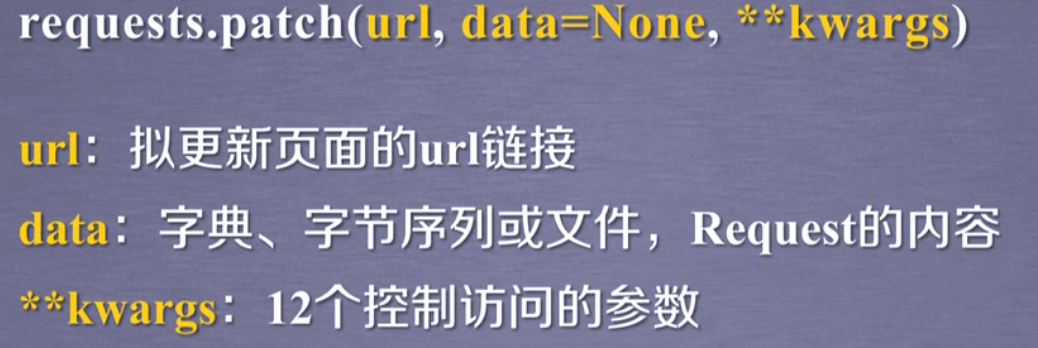 requests.patch(url, data=None, **kwargs)
url：拟更新页面的url链接
data：字典、字节序列或文件，Request的内容
**kwargs：12个控制访问的参数